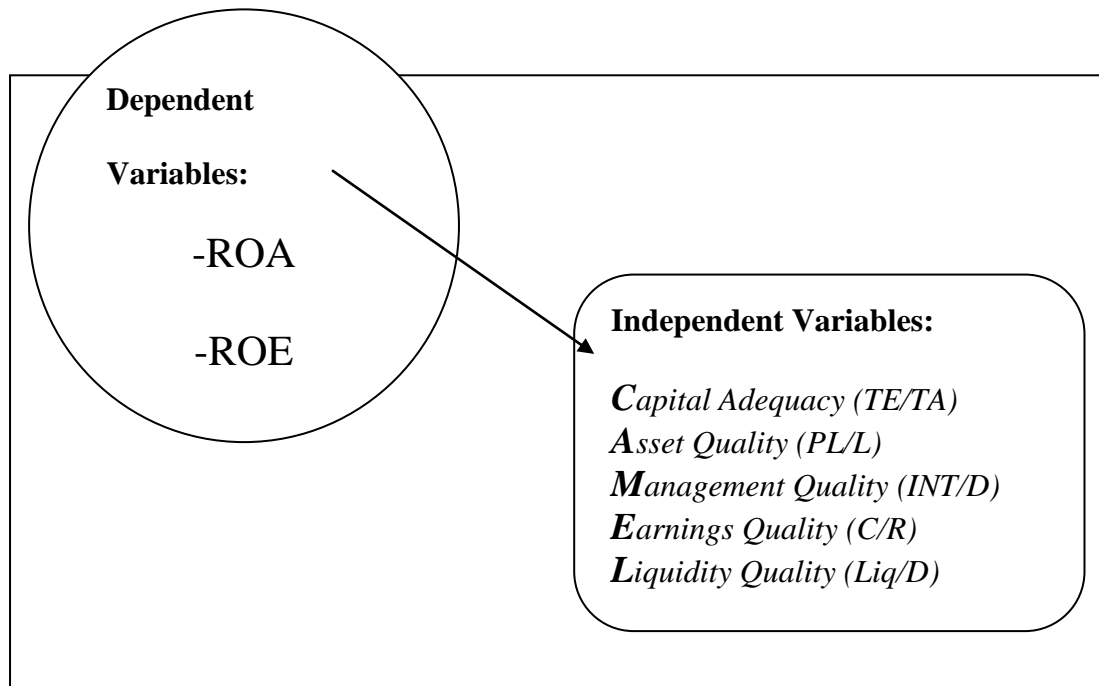 Dependent
Variables:
-ROA
-ROE
Independent Variables:
Capital Adequacy (TE/TA)
Asset Quality (PL/L)
Management Quality (INT/D)
Earnings Quality (C/R)
Liquidity Quality (Liq/D)